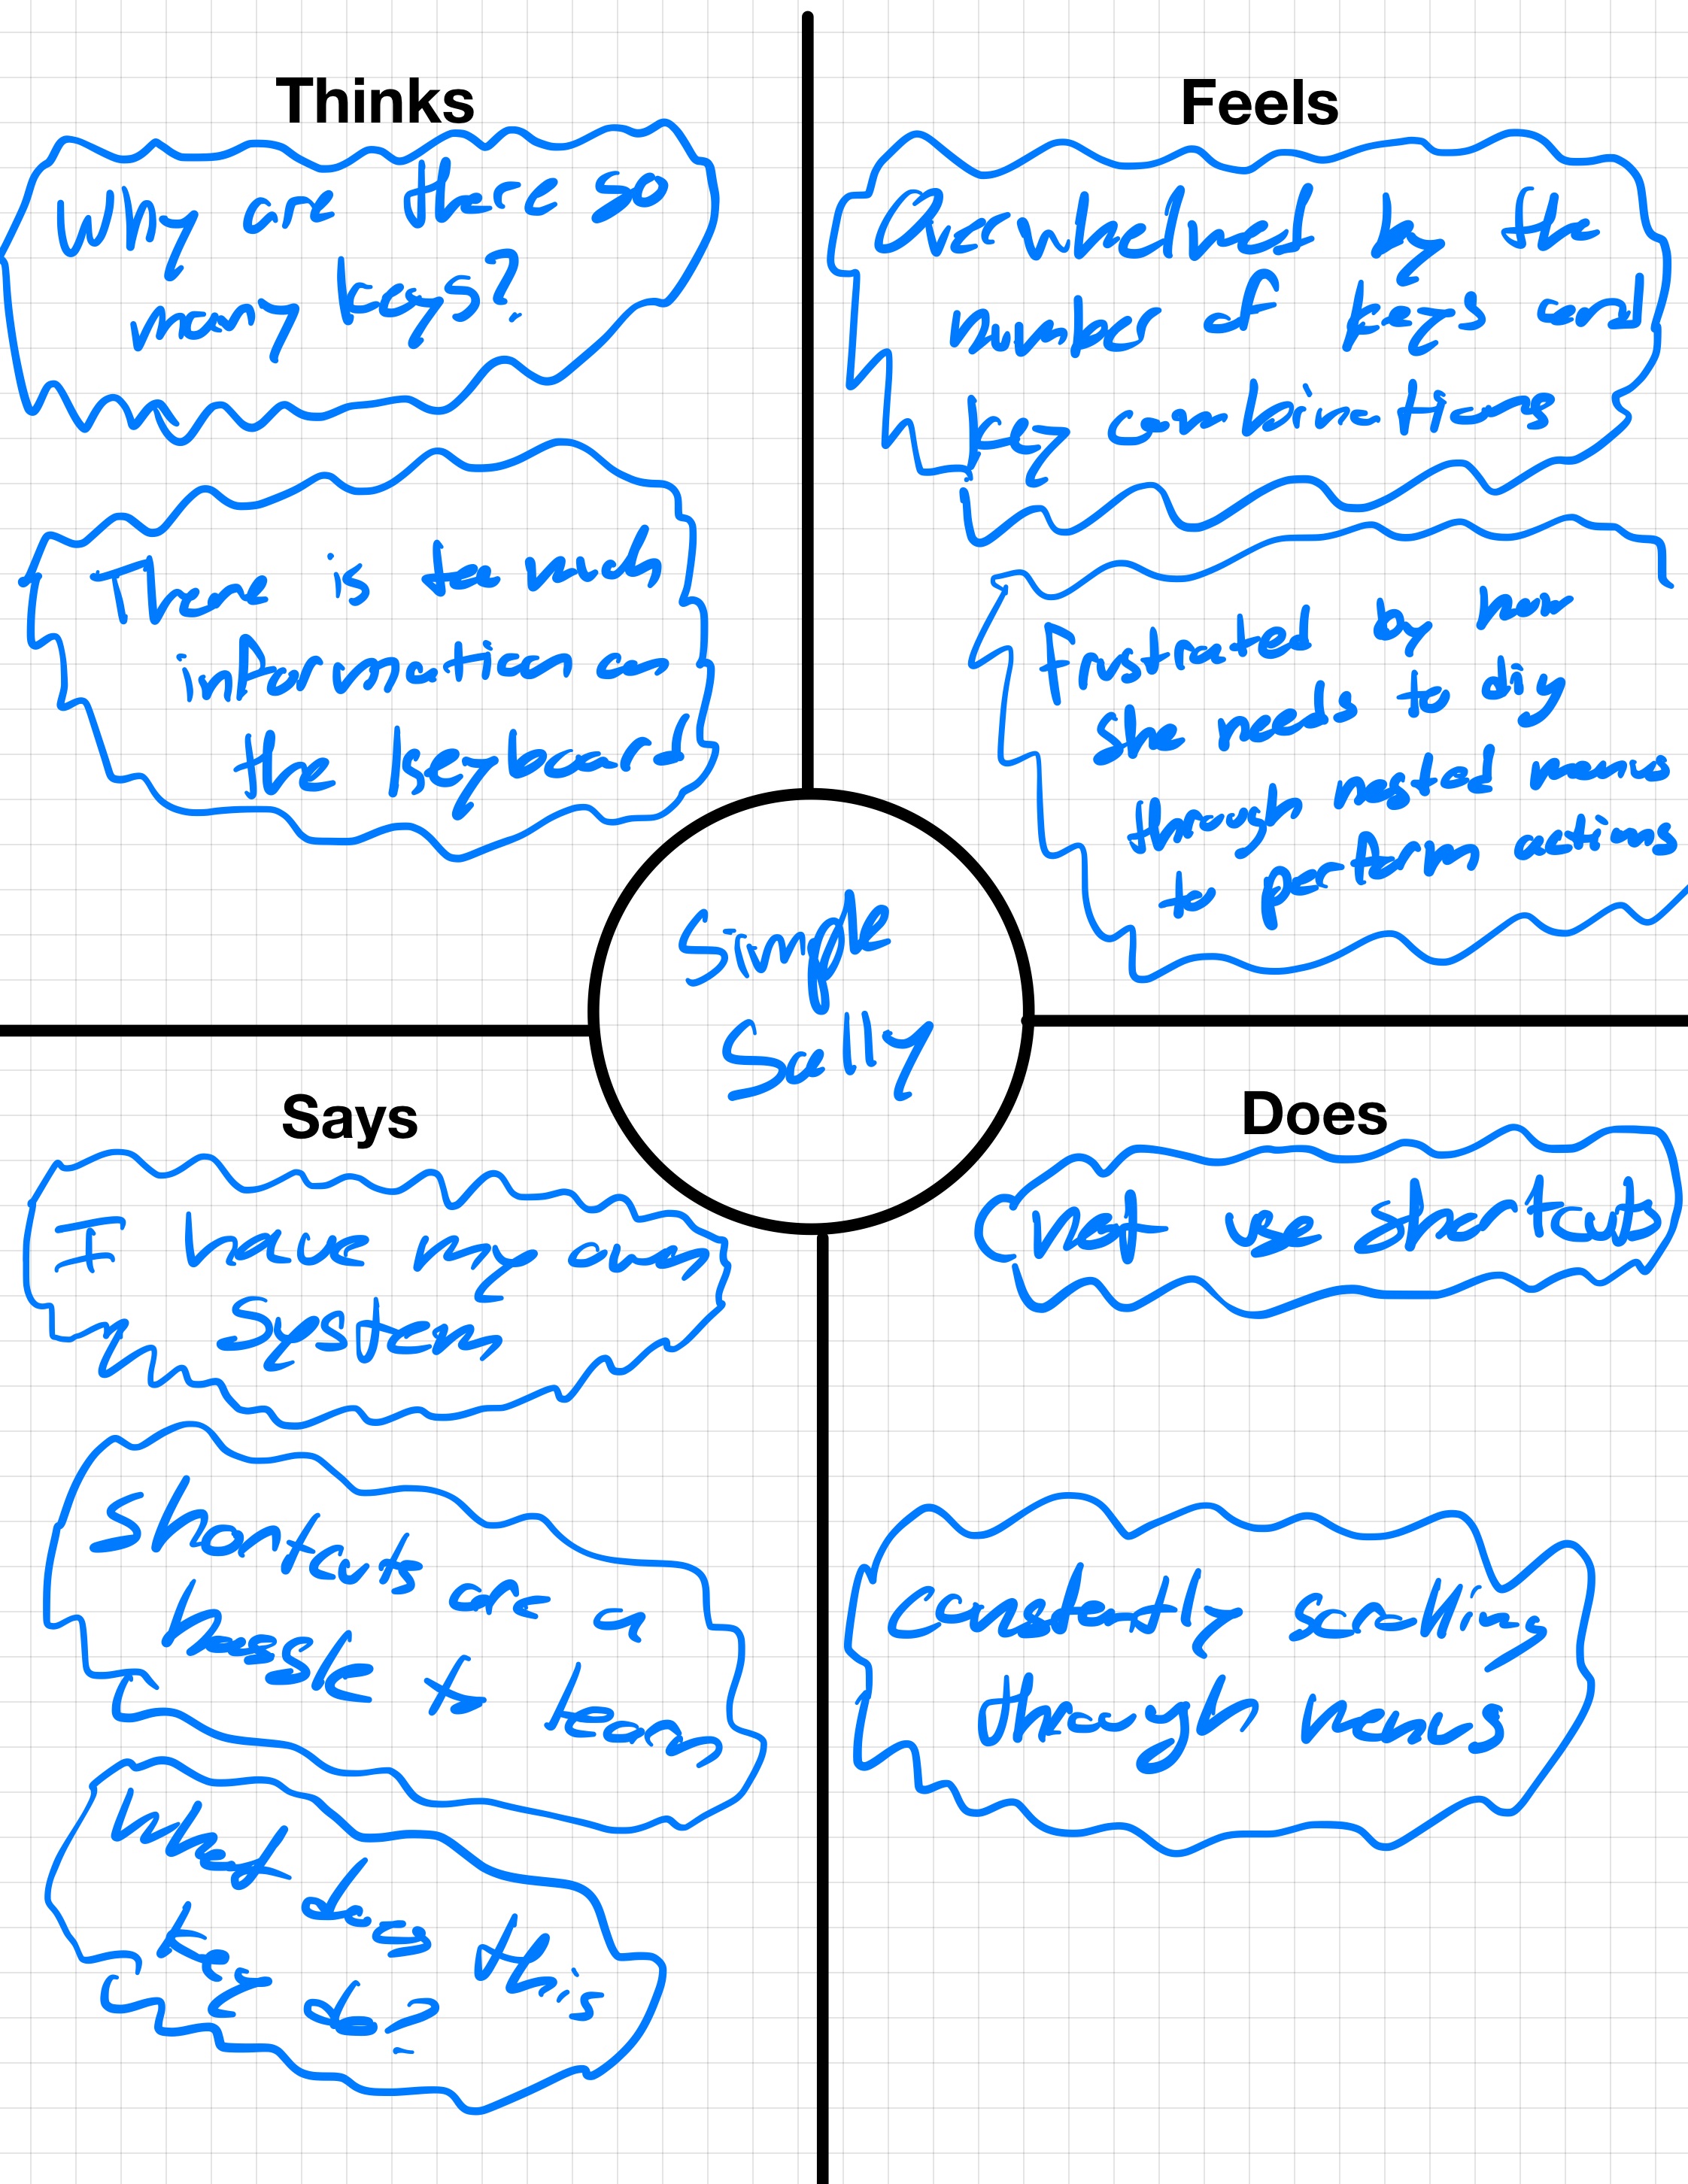 Thinks
Why are there so
many keys?
There is to much
information on
the keyboard
Feels
Overwhelmed by the
number of keys and
key combinations
Frustrated by how
she needs to dig
through nested menus
to perform actions
Simple
Sally
Says
I have my own
System
Shortcuts are a
hassle to learn
What does this
key do?
Does
not use shortcuts
constantly seeking
through menus